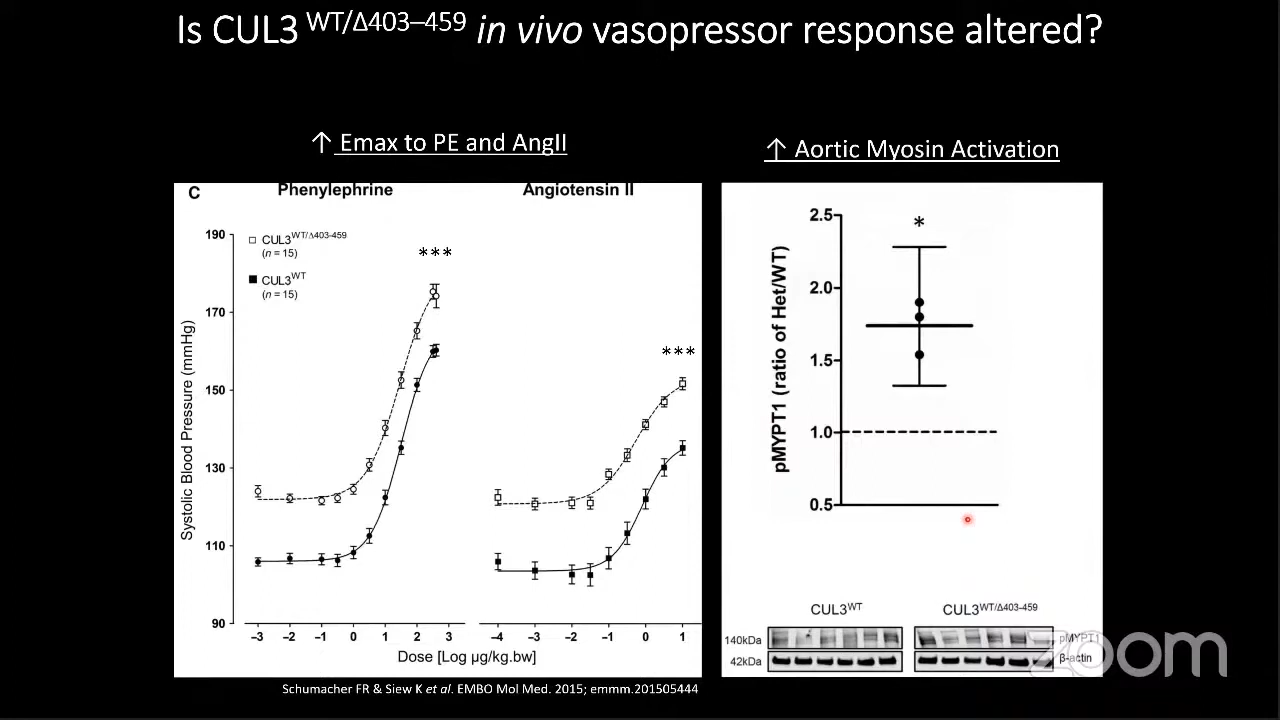 Is CUL3 WT/Δ403–459 in vivo vasopressor response altered?
↑ Emax to PE and AngII
↑ Aortic Myosin Activation
C
Phenylephrine
Angiotensin II
CUL3WT/Δ403-459
(n = 15)
CUL3WT
(n = 15)
***
***
Systolic Blood Pressure (mmHg)
190
170
150
130
110
90
–3 –2 –1 0 1 2 3
–4 –3 –2 –1 0 1
Dose [Log µg/kg.bw]
Schumacher FR & Siew K et al. EMBO Mol Med. 2015; emmm.201505444
pMYPT1 (ratio of Het/WT)
2.5
2.0
1.5
1.0
0.5
*
CUL3WT
CUL3WT/Δ403-459
140kDa
pMYPT1
42kDa
β-actin
zoom